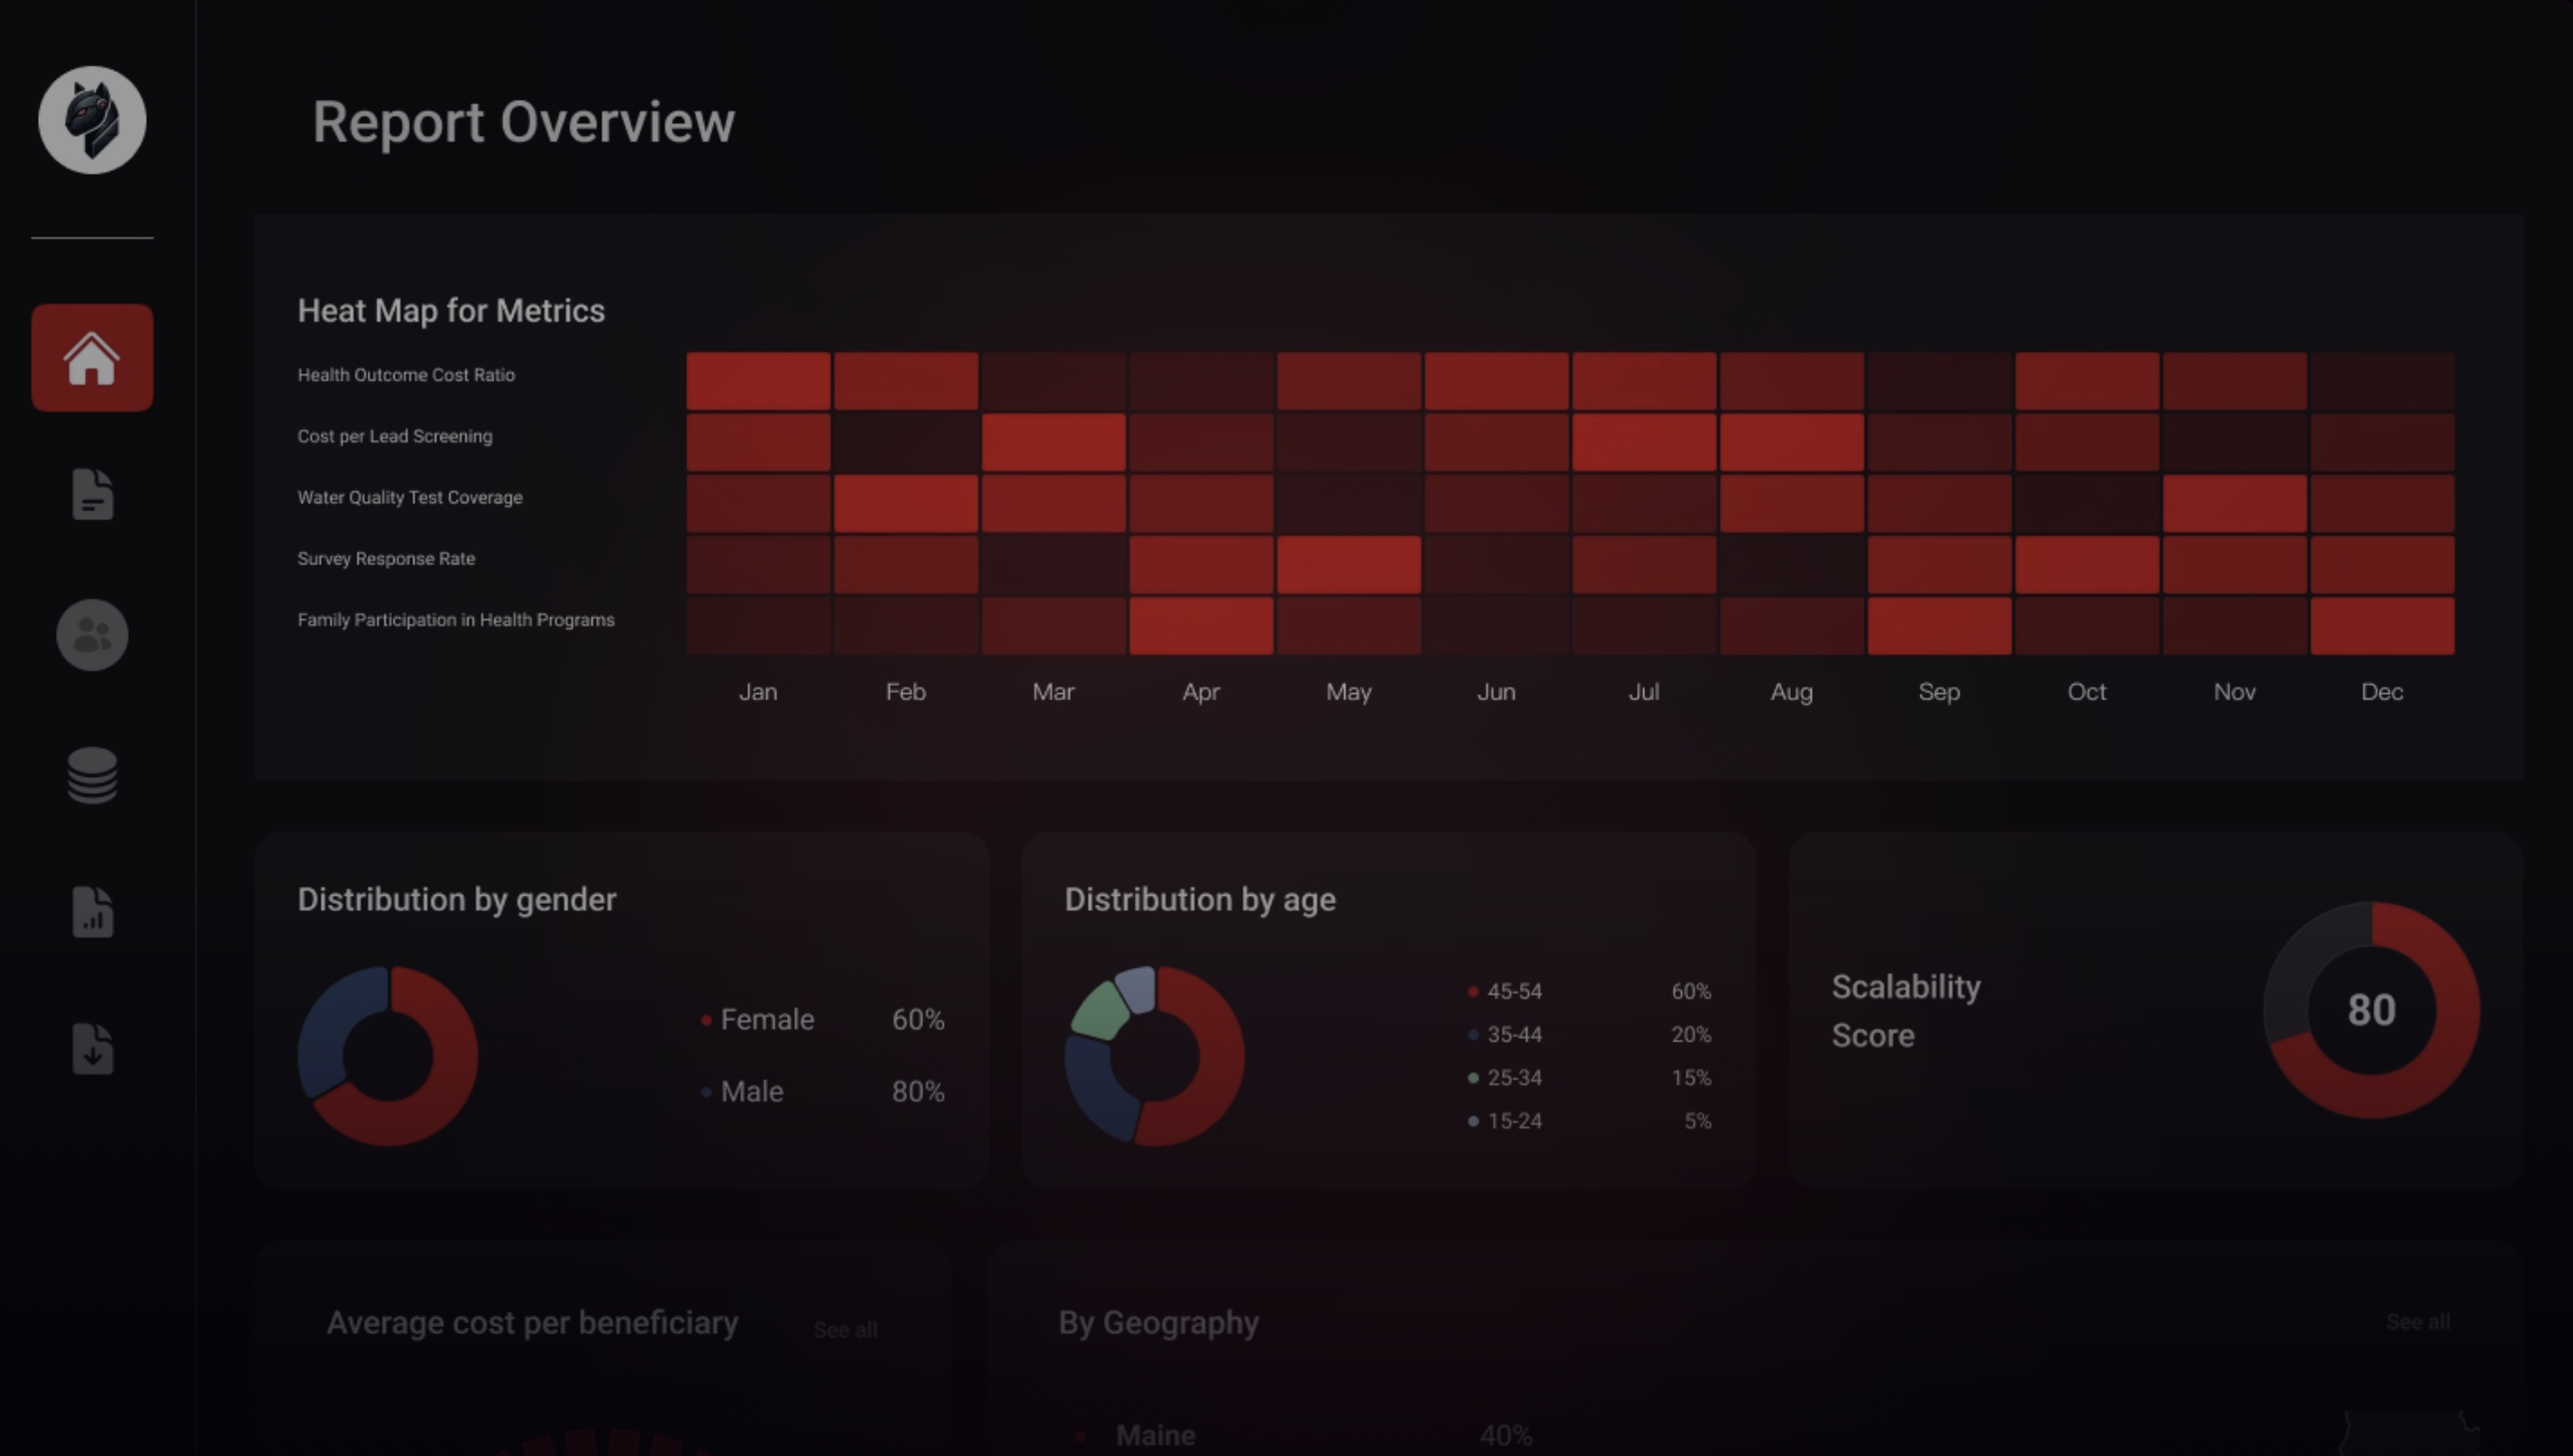 Report Overview
Heat Map for Metrics
Health Outcome Cost Ratio
Cost per Lead Screening
Water Quality Test Coverage
Survey Response Rate
Family Participation in Health Programs
Jan Feb Mar Apr May Jun Jul Aug Sep Oct Nov Dec
Distribution by gender
Female 60%
Male 80%
Distribution by age
45-54 60%
35-44 20%
25-34 15%
15-24 5%
Scalability
Score
80
Average cost per beneficiary See all
By Geography See all
Maine 40%